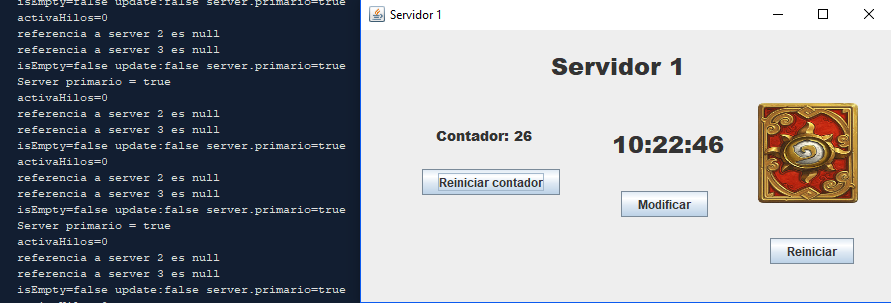 isEmpty=false update:false server.primario=true
activaHilos=0
referencia a server 2 es null
referencia a server 3 es null
isEmpty=false update:false server.primario=true
Server primario = true
activaHilos=0
referencia a server 2 es null
referencia a server 3 es null
isEmpty=false update:false server.primario=true
activaHilos=0
referencia a server 2 es null
referencia a server 3 es null
isEmpty=false update:false server.primario=true
Server primario = true
activaHilos=0
referencia a server 2 es null
referencia a server 3 es null
isEmpty=false update:false server.primario=true
Servidor 1
Servidor 1
Contador: 26
10:22:46
Reiniciar contador
Modificar
Reiniciar